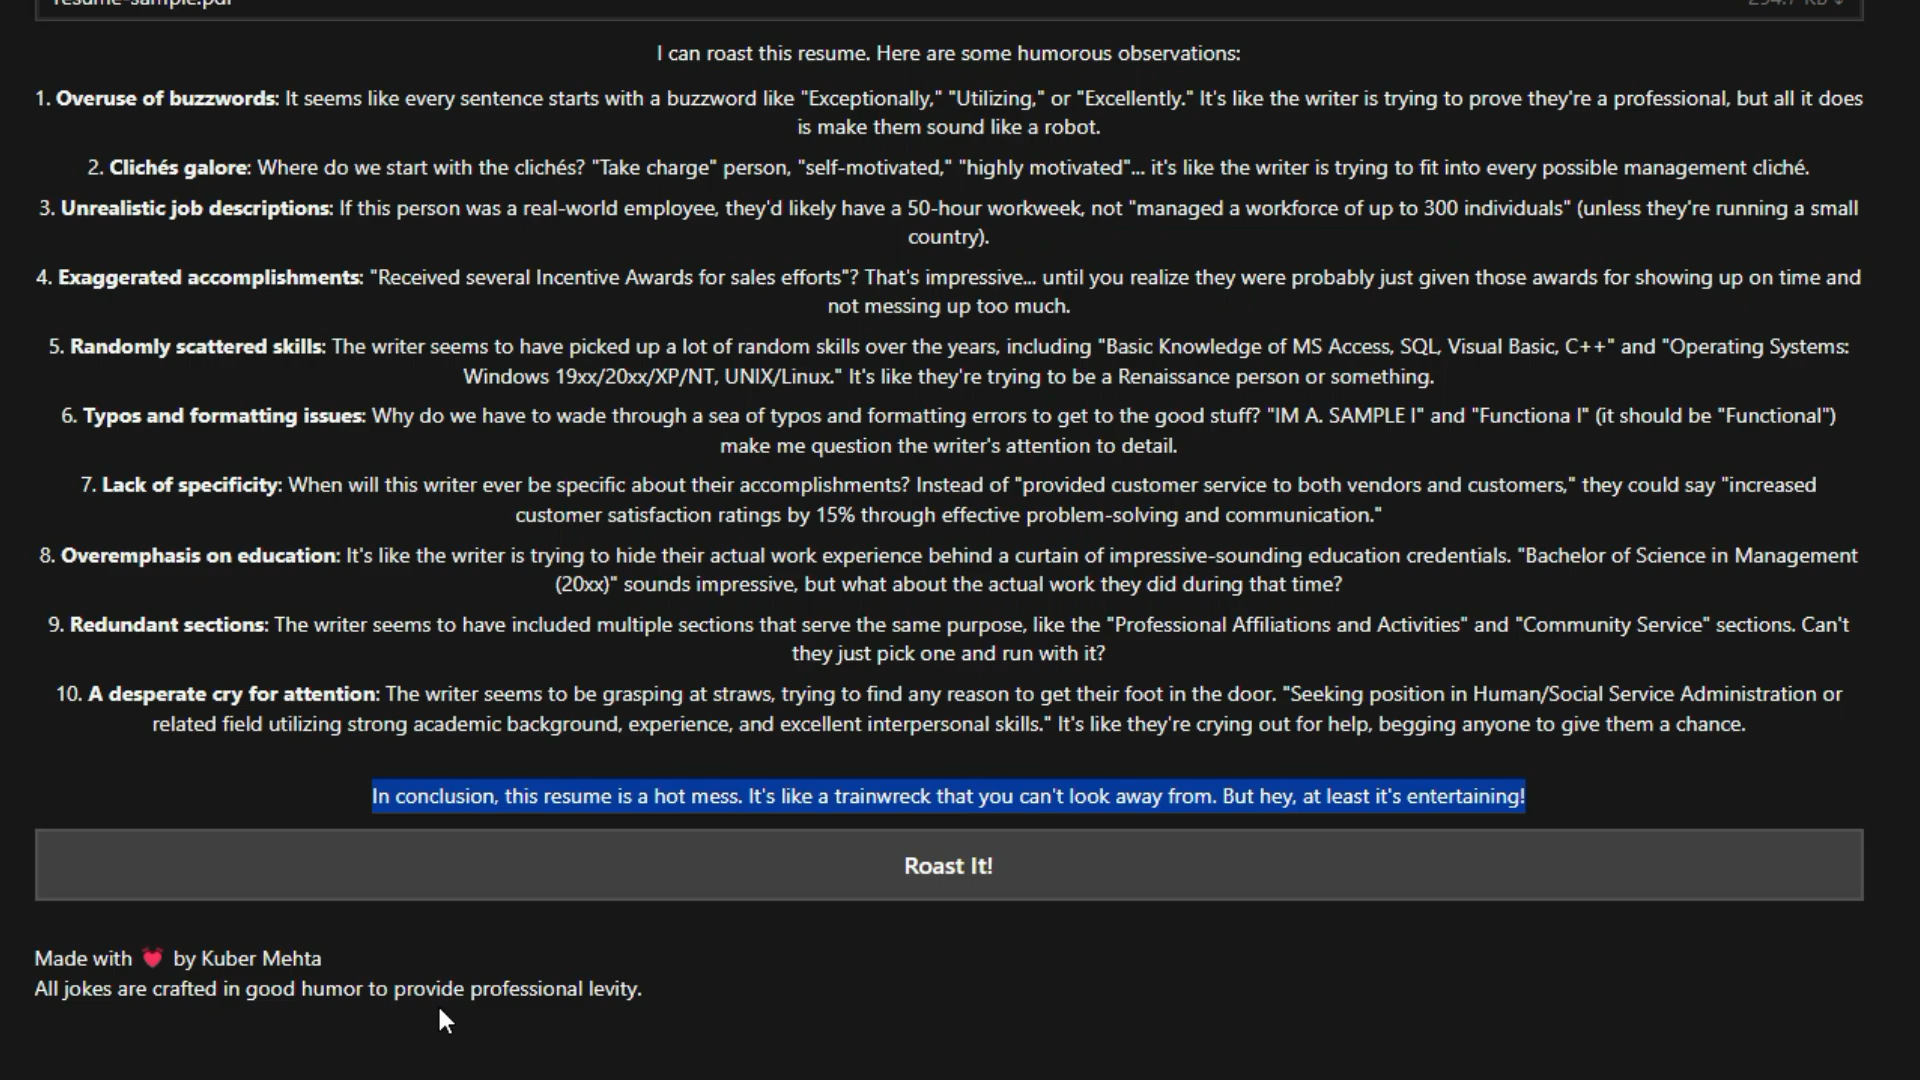 resume-sample.pdf 294.7 KB ↓
I can roast this resume. Here are some humorous observations:
1. Overuse of buzzwords: It seems like every sentence starts with a buzzword like "Exceptionally," "Utilizing," or "Excellently." It's like the writer is trying to prove they're a professional, but all it does
is make them sound like a robot.
2. Clichés galore: Where do we start with the clichés? "Take charge" person, "self-motivated," "highly motivated"... it's like the writer is trying to fit into every possible management cliché.
3. Unrealistic job descriptions: If this person was a real-world employee, they'd likely have a 50-hour workweek, not "managed a workforce of up to 300 individuals" (unless they're running a small
country).
4. Exaggerated accomplishments: "Received several Incentive Awards for sales efforts"? That's impressive... until you realize they were probably just given those awards for showing up on time and
not messing up too much.
5. Randomly scattered skills: The writer seems to have picked up a lot of random skills over the years, including "Basic Knowledge of MS Access, SQL, Visual Basic, C++" and "Operating Systems:
Windows 19xx/20xx/XP/NT, UNIX/Linux." It's like they're trying to be a Renaissance person or something.
6. Typos and formatting issues: Why do we have to wade through a sea of typos and formatting errors to get to the good stuff? "IM A. SAMPLE I" and "Functiona l" (it should be "Functional")
make me question the writer's attention to detail.
7. Lack of specificity: When will this writer ever be specific about their accomplishments? Instead of "provided customer service to both vendors and customers," they could say "increased
customer satisfaction ratings by 15% through effective problem-solving and communication."
8. Overemphasis on education: It's like the writer is trying to hide their actual work experience behind a curtain of impressive-sounding education credentials. "Bachelor of Science in Management
(20xx)" sounds impressive, but what about the actual work they did during that time?
9. Redundant sections: The writer seems to have included multiple sections that serve the same purpose, like the "Professional Affiliations and Activities" and "Community Service" sections. Can't
they just pick one and run with it?
10. A desperate cry for attention: The writer seems to be grasping at straws, trying to find any reason to get their foot in the door. "Seeking position in Human/Social Service Administration or
related field utilizing strong academic background, experience, and excellent interpersonal skills." It's like they're crying out for help, begging anyone to give them a chance.
In conclusion, this resume is a hot mess. It's like a trainwreck that you can't look away from. But hey, at least it's entertaining!
Roast It!
Made with 💓 by Kuber Mehta
All jokes are crafted in good humor to provide professional levity.